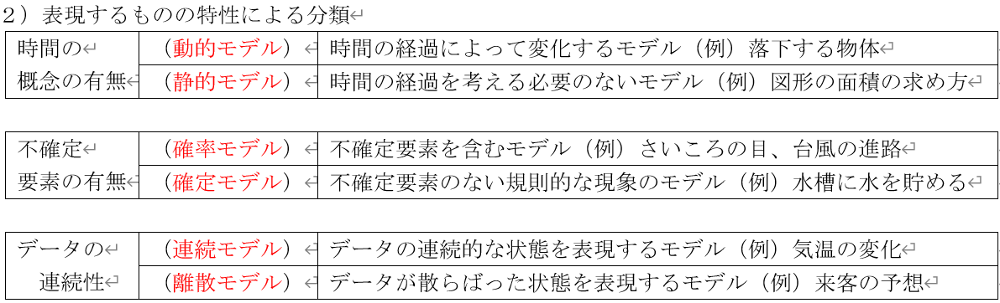 ２）表現するものの特性による分類↵
時間の↵
概念の有無↵
（動的モデル）↵
時間の経過によって変化するモデル（例）落下する物体↵
（静的モデル）↵
時間の経過を考える必要のないモデル（例）図形の面積の求め方↵
不確定↵
要素の有無↵
（確率モデル）↵
不確定要素を含むモデル（例）さいころの目、台風の進路↵
（確定モデル）↵
不確定要素のない規則的な現象のモデル（例）水槽に水を貯める↵
データの↵
連続性↵
（連続モデル）↵
データの連続的な状態を表現するモデル（例）気温の変化↵
（離散モデル）↵
データが散らばった状態を表現するモデル（例）来客の予想↵